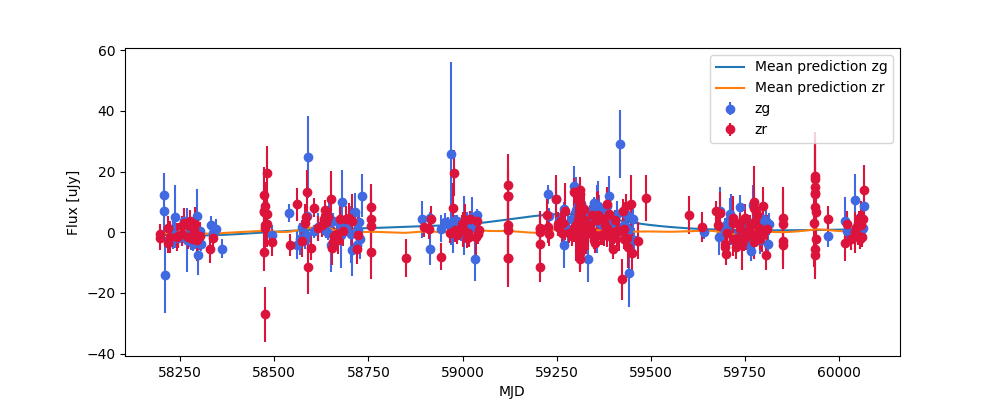 60
40
20
0
−20
−40
Flux [uJy]
58250
58500
58750
59000
59250
59500
59750
60000
MJD
Mean prediction zg
Mean prediction zr
zg
zr